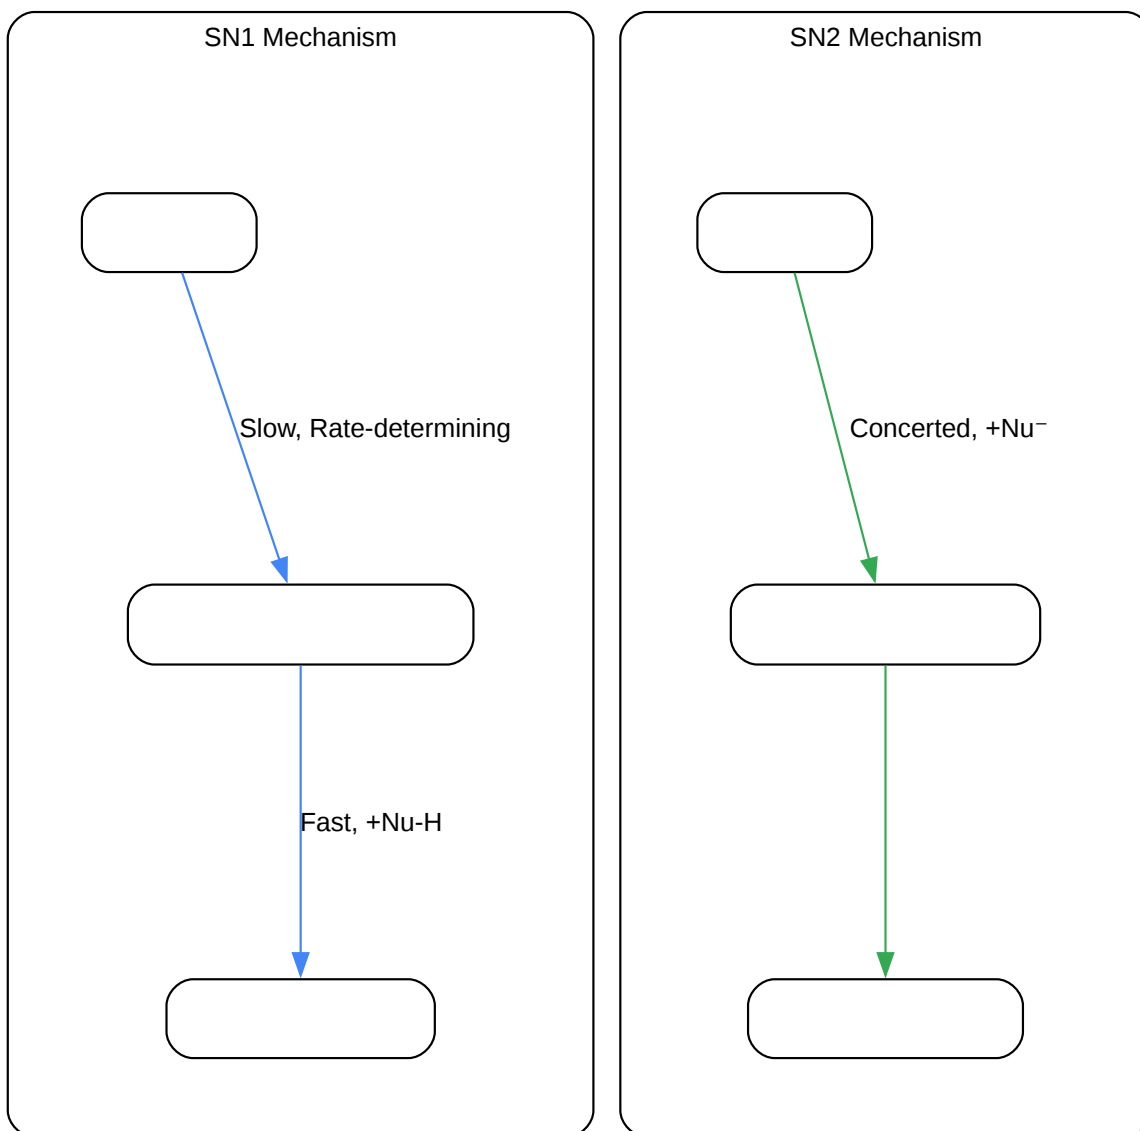 SN1 Mechanism
Slow, Rate-determining
Fast, +Nu-H
SN2 Mechanism
Concerted, +Nu⁻